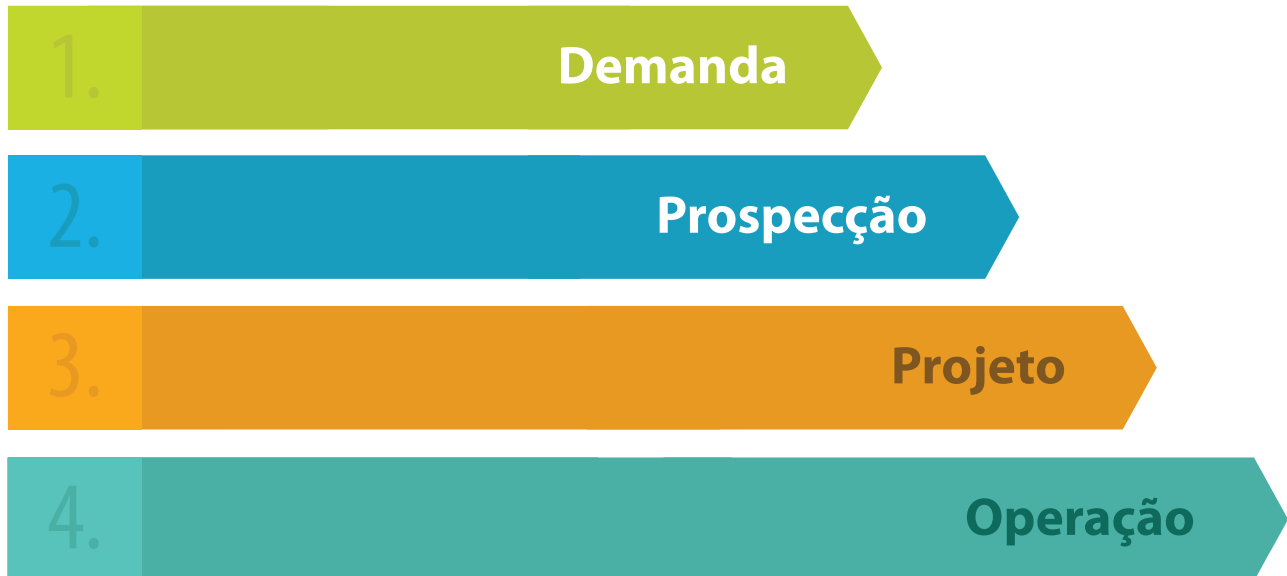 1. Demanda
2. Prospecção
3. Projeto
4. Operação